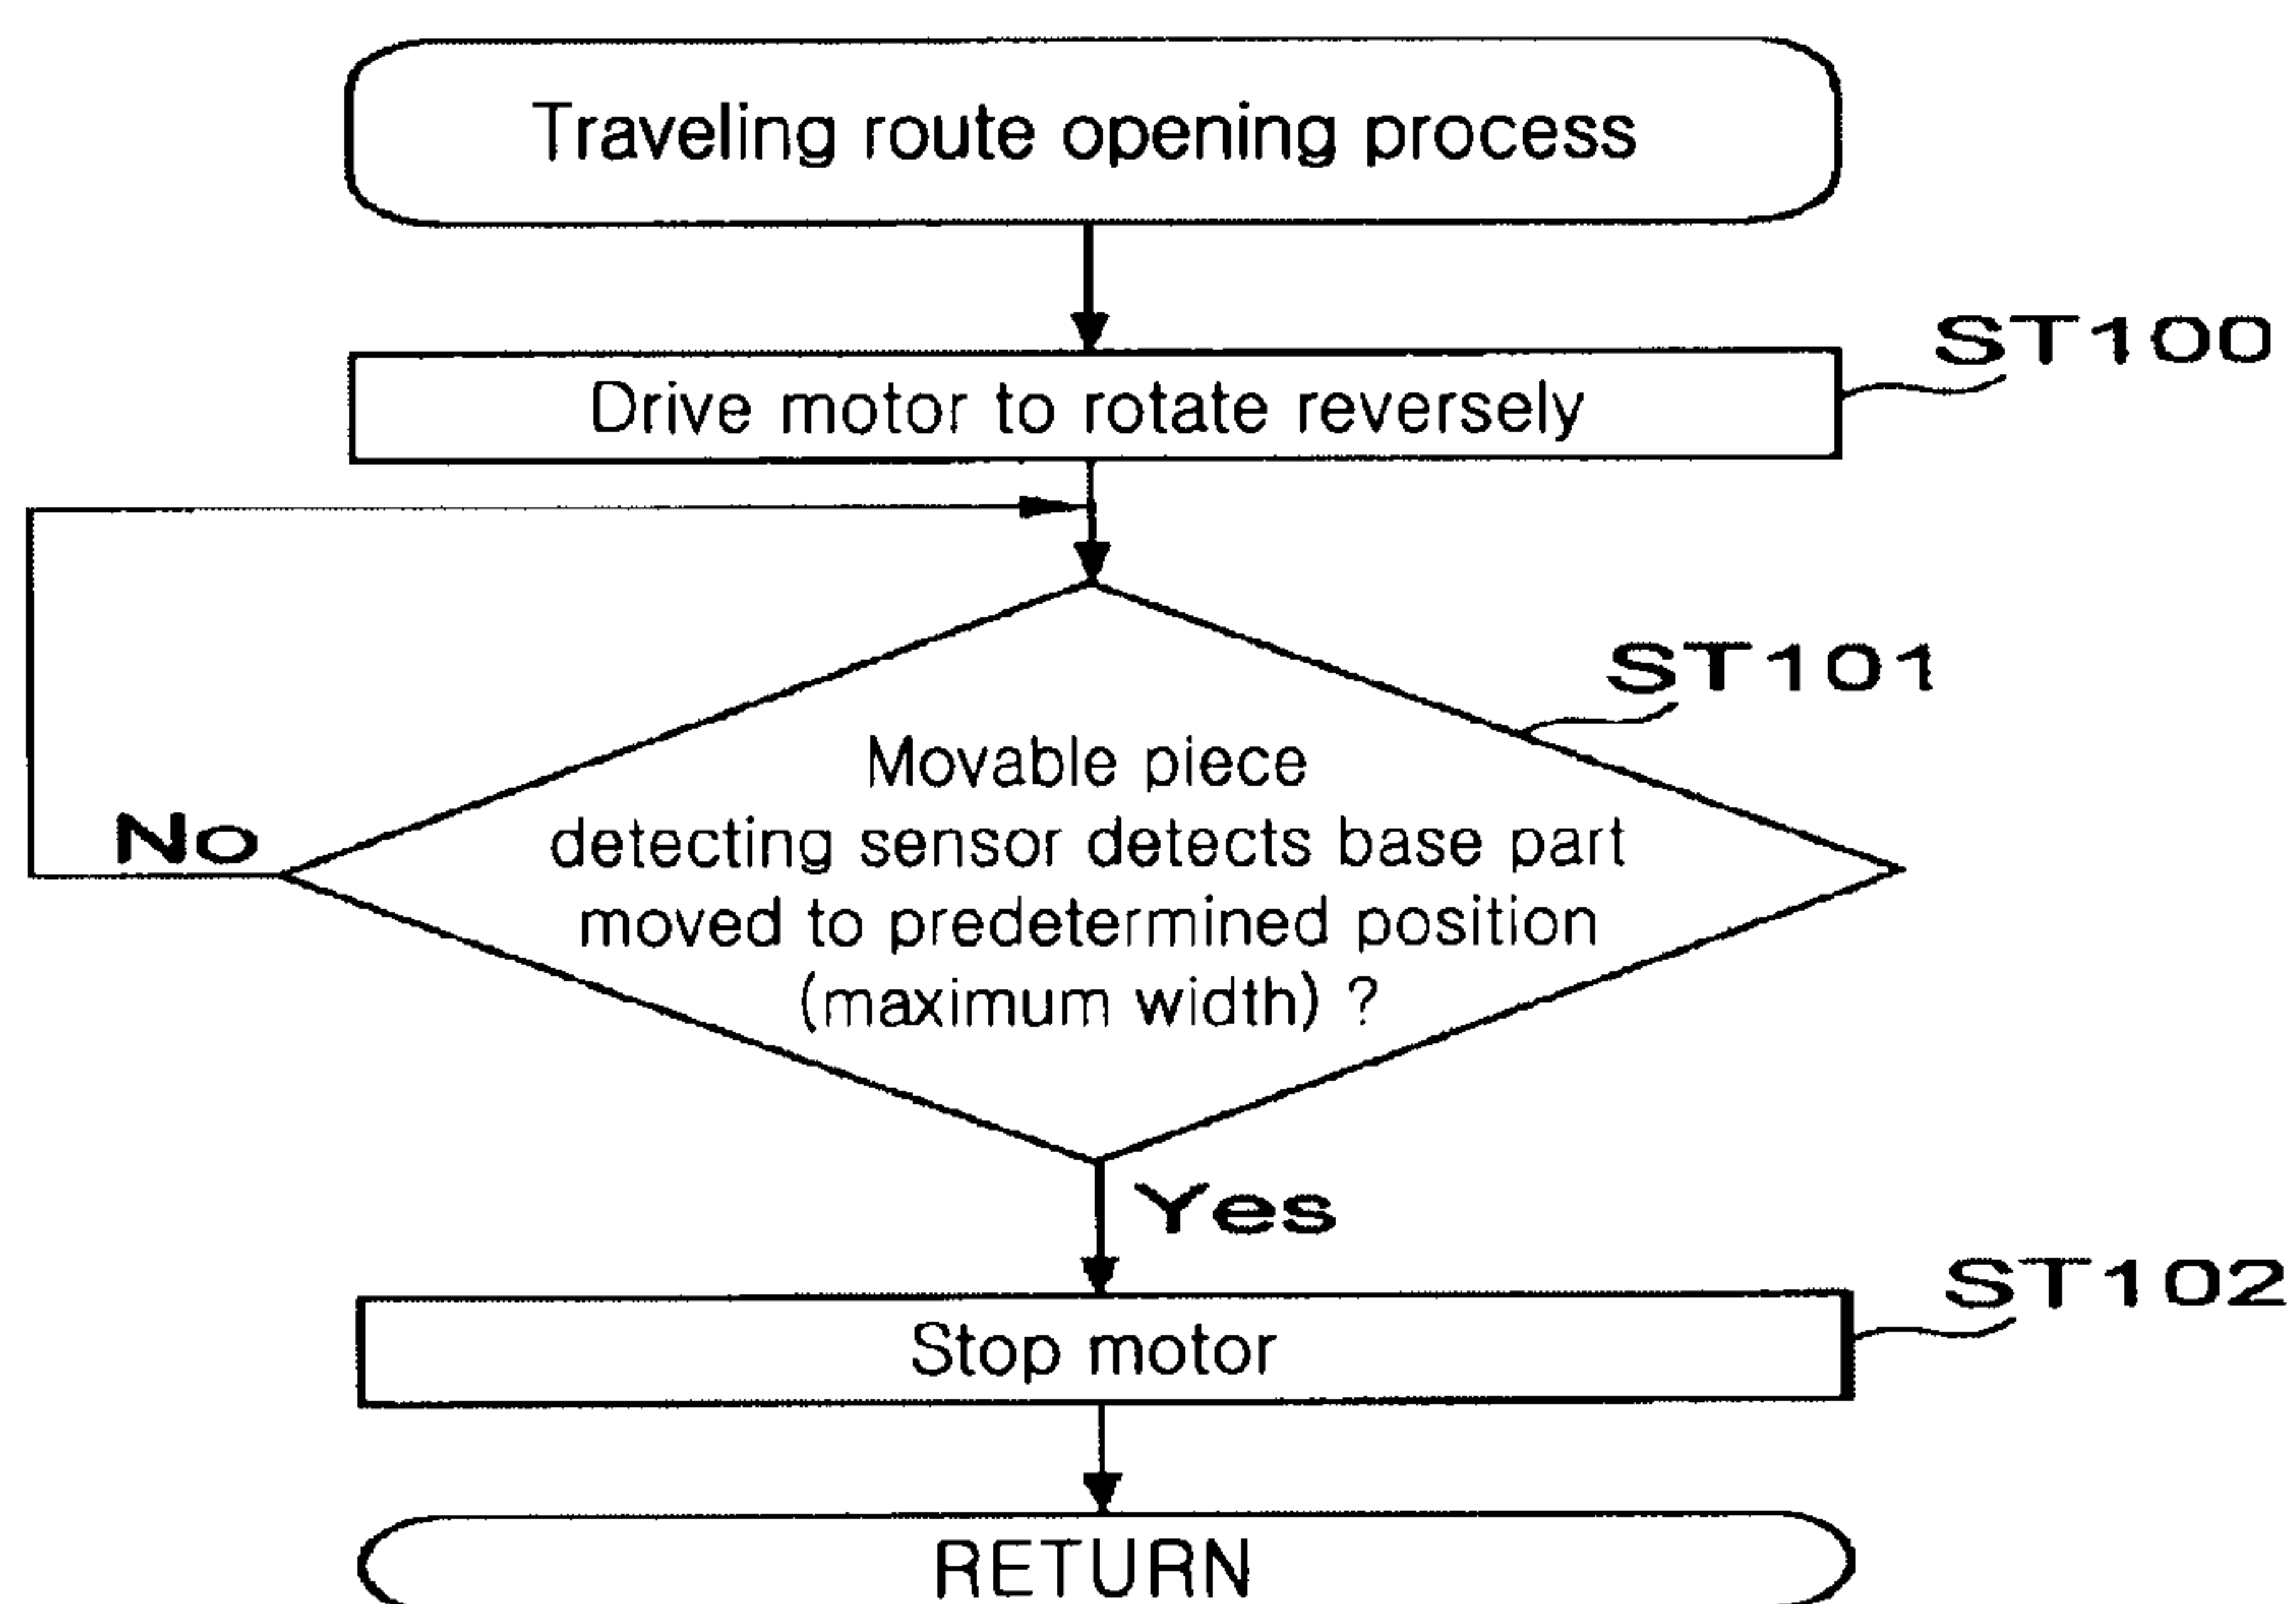 Traveling route opening process
ST100
Drive motor to rotate reversely
ST101
Movable piece
detecting sensor detects base part
moved to predetermined position
(maximum width) ?
No
Yes
ST102
Stop motor
RETURN